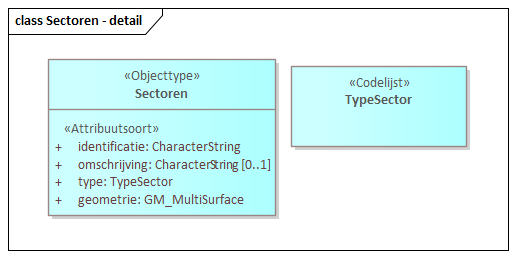 class Sectoren - detail
«Objecttype»
Sectoren
«Attribuutsoort»
+ identificatie: CharacterString
+ omschrijving: CharacterString [0..1]
+ type: TypeSector
+ geometrie: GM_MultiSurface
«Codelijst»
TypeSector